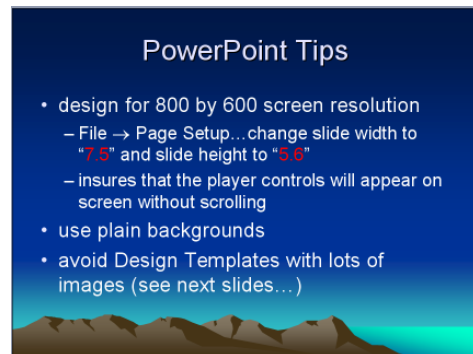 PowerPoint Tips
• design for 800 by 600 screen resolution
– File → Page Setup…change slide width to
“7.5” and slide height to “5.6”
– insures that the player controls will appear on
screen without scrolling
• use plain backgrounds
• avoid Design Templates with lots of
images (see next slides…)